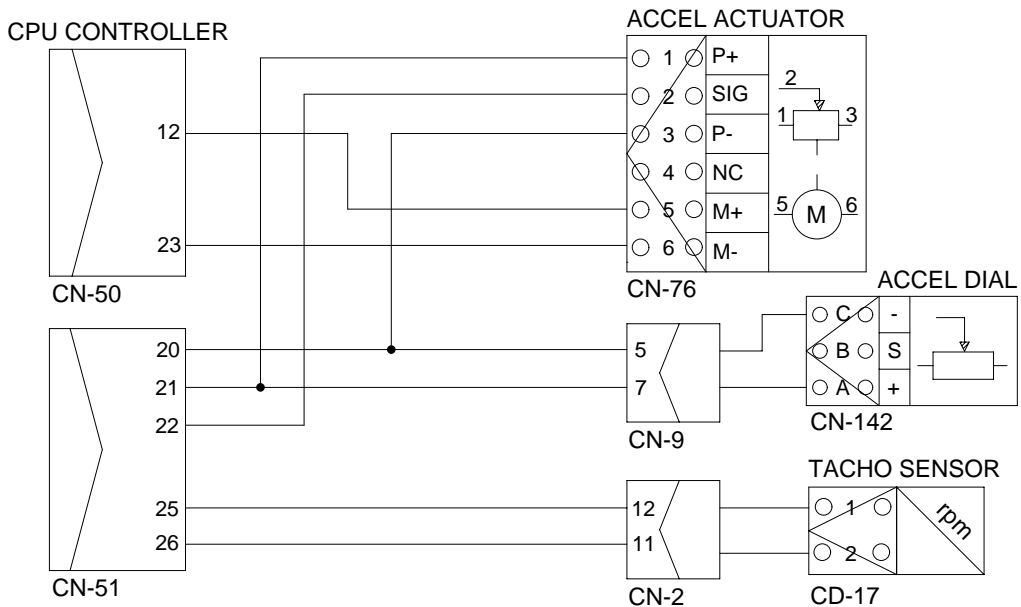 CPU CONTROLLER
12
23
CN-50
20
21
22
25
26
CN-51
ACCEL ACTUATOR
1 P+
2 SIG
3 P-
4 NC
5 M+
6 M-
2
1 3
5 M 6
CN-76
5
7
CN-9
ACCEL DIAL
C -
B S
A +
CN-142
12
11
CN-2
TACHO SENSOR
1
2
rpm
CD-17